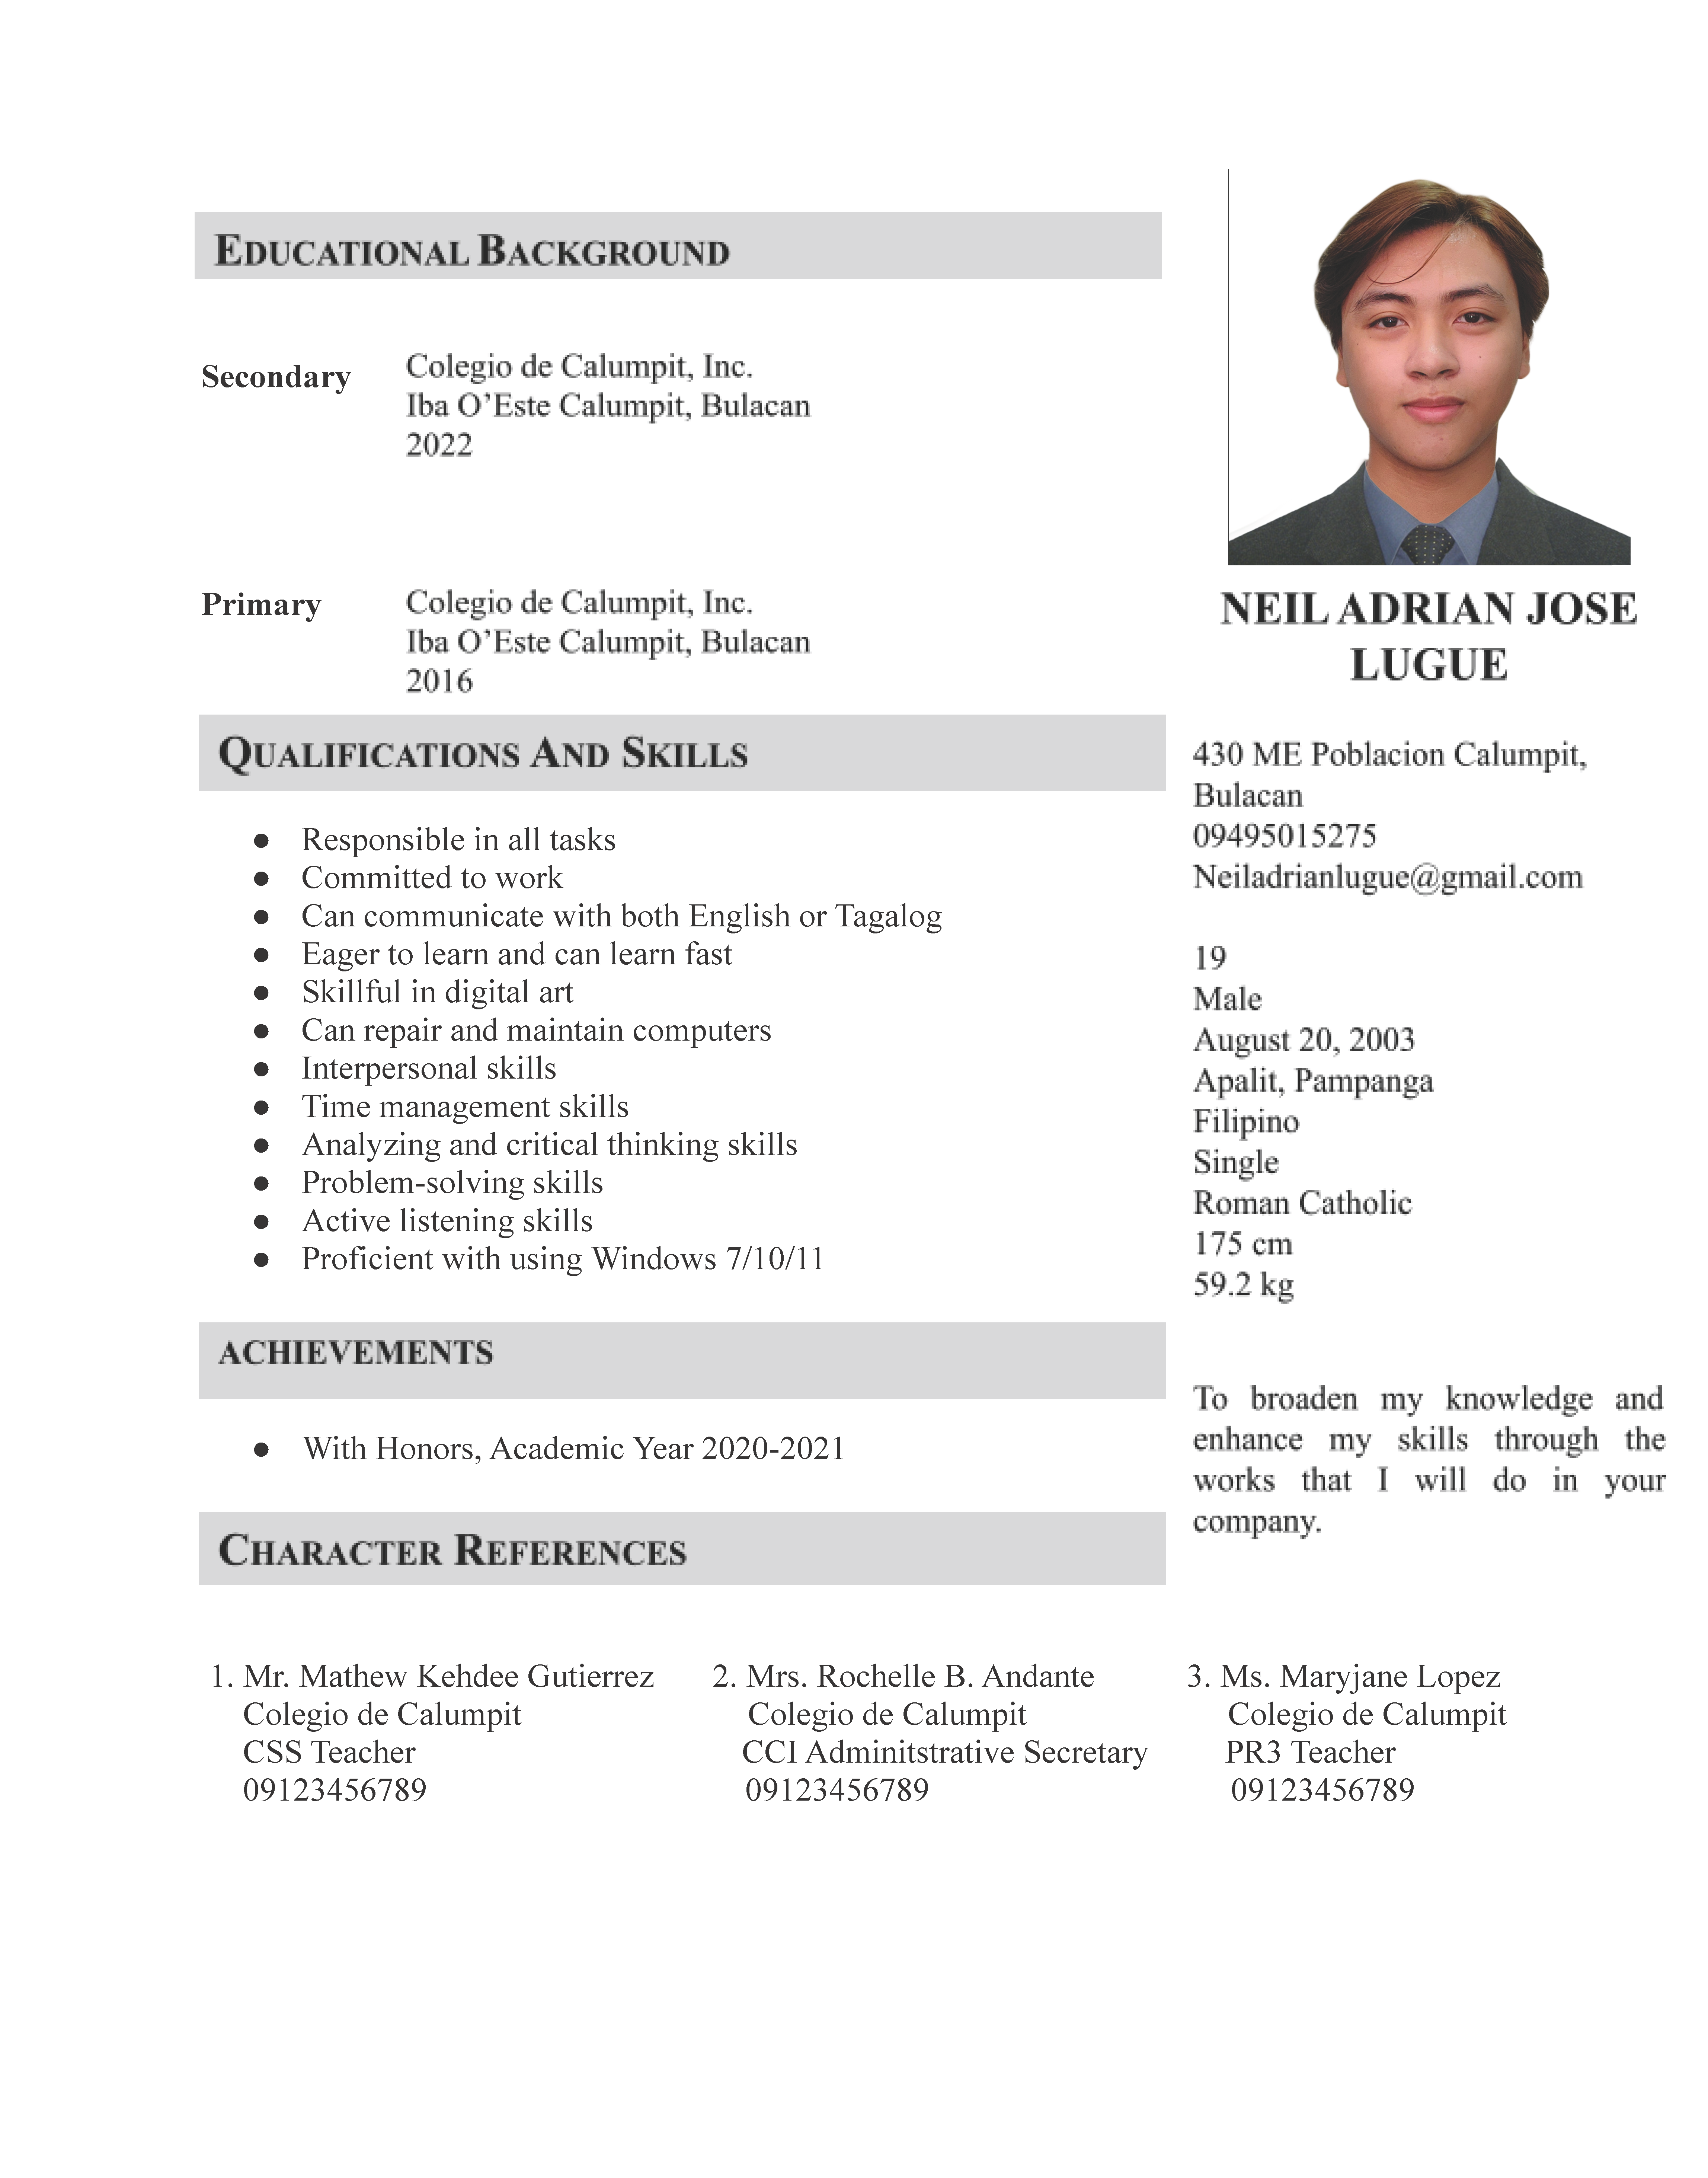 EDUCATIONAL BACKGROUND
Secondary
Colegio de Calumpit, Inc.
Iba O’Este Calumpit, Bulacan
2022
Primary
Colegio de Calumpit, Inc.
Iba O’Este Calumpit, Bulacan
2016
QUALIFICATIONS AND SKILLS
● Responsible in all tasks
● Committed to work
● Can communicate with both English or Tagalog
● Eager to learn and can learn fast
● Skillful in digital art
● Can repair and maintain computers
● Interpersonal skills
● Time management skills
● Analyzing and critical thinking skills
● Problem-solving skills
● Active listening skills
● Proficient with using Windows 7/10/11
ACHIEVEMENTS
● With Honors, Academic Year 2020-2021
NEIL ADRIAN JOSE
LUGUE
430 ME Poblacion Calumpit,
Bulacan
09495015275
Neiladrianlugue@gmail.com
19
Male
August 20, 2003
Apalit, Pampanga
Filipino
Single
Roman Catholic
175 cm
59.2 kg
To broaden my knowledge and
enhance my skills through the
works that I will do in your
company.
CHARACTER REFERENCES
1. Mr. Mathew Kehdee Gutierrez
Colegio de Calumpit
CSS Teacher
09123456789
2. Mrs. Rochelle B. Andante
Colegio de Calumpit
CCI Adminitstrative Secretary
09123456789
3. Ms. Maryjane Lopez
Colegio de Calumpit
PR3 Teacher
09123456789